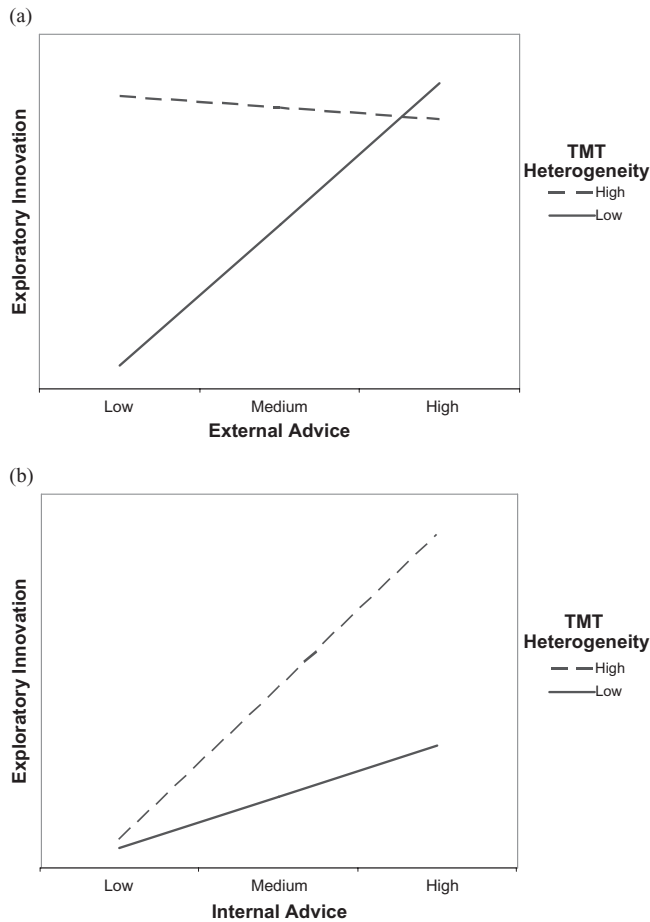 (a)
Exploratory Innovation
TMT
Heterogeneity
High
Low
Low
Medium
High
External Advice
(b)
Exploratory Innovation
TMT
Heterogeneity
High
Low
Low
Medium
High
Internal Advice